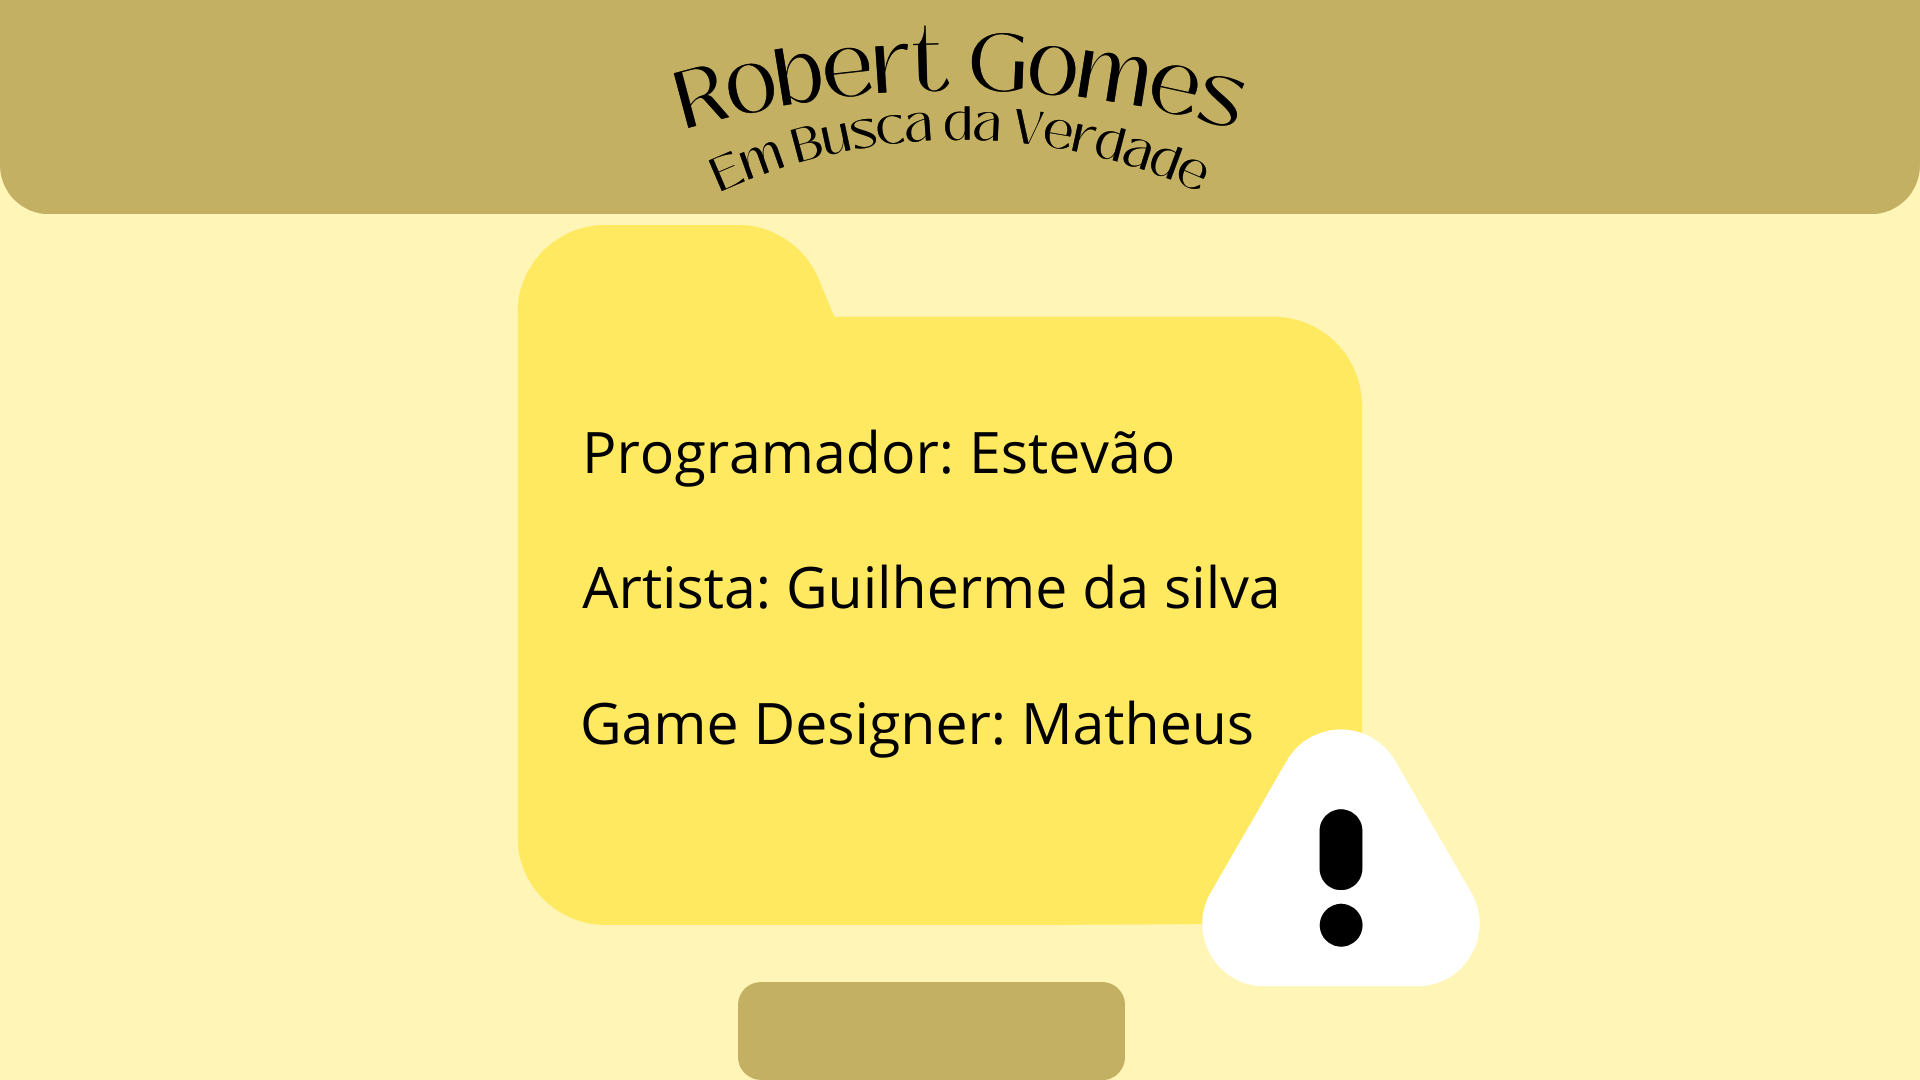 Robert Gomes
Em Busca da Verdade
Programador: Estevão
Artista: Guilherme da silva
Game Designer: Matheus
!